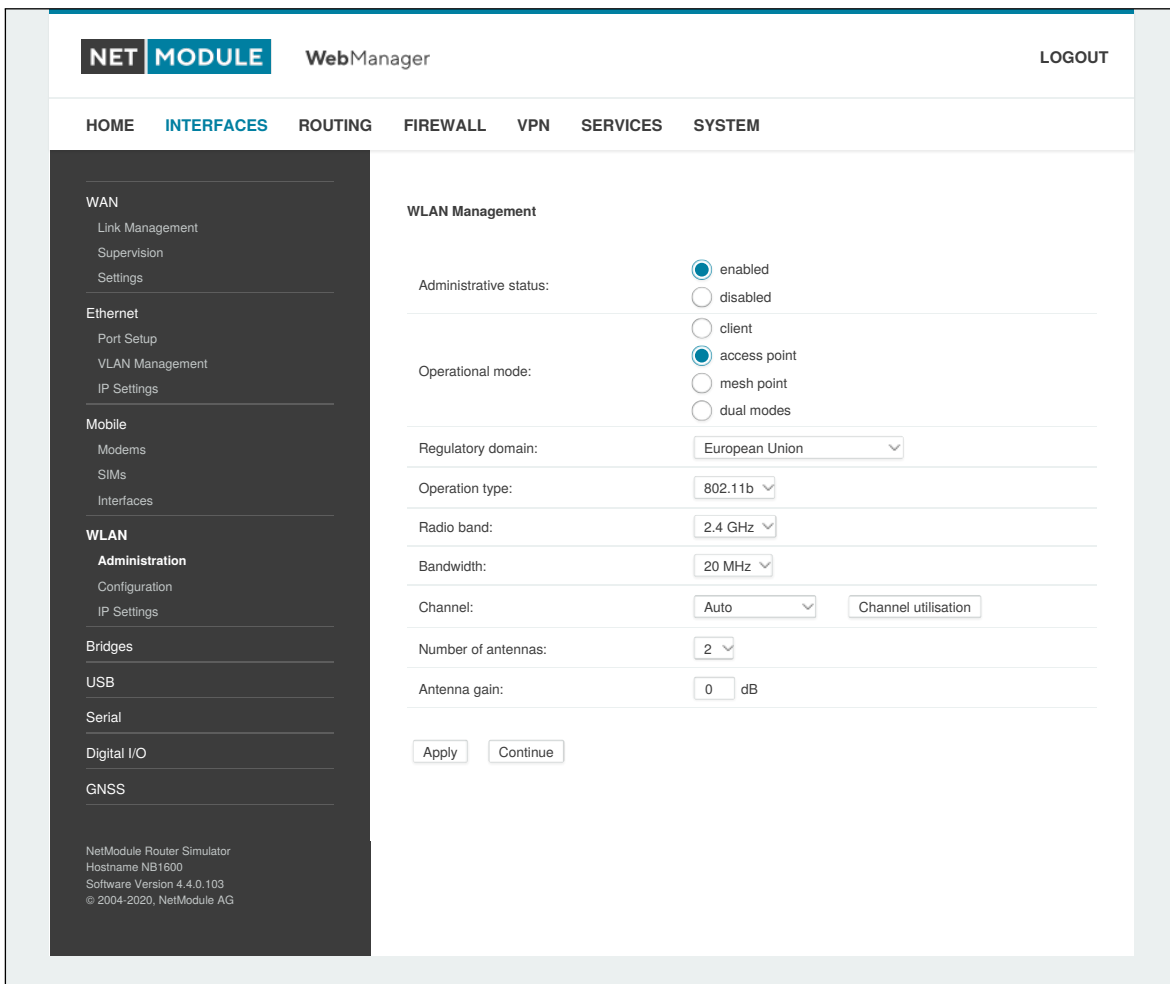 NET MODULE WebManager LOGOUT
HOME INTERFACES ROUTING FIREWALL VPN SERVICES SYSTEM
WAN
Link Management
Supervision
Settings
Ethernet
Port Setup
VLAN Management
IP Settings
Mobile
Modems
SIMs
Interfaces
WLAN
Administration
Configuration
IP Settings
Bridges
USB
Serial
Digital I/O
GNSS
NetModule Router Simulator
Hostname NB1600
Software Version 4.4.0.103
© 2004-2020, NetModule AG
WLAN Management
Administrative status:
enabled
disabled
Operational mode:
client
access point
mesh point
dual modes
Regulatory domain: European Union
Operation type: 802.11b
Radio band: 2.4 GHz
Bandwidth: 20 MHz
Channel: Auto Channel utilisation
Number of antennas: 2
Antenna gain: 0 dB
Apply Continue